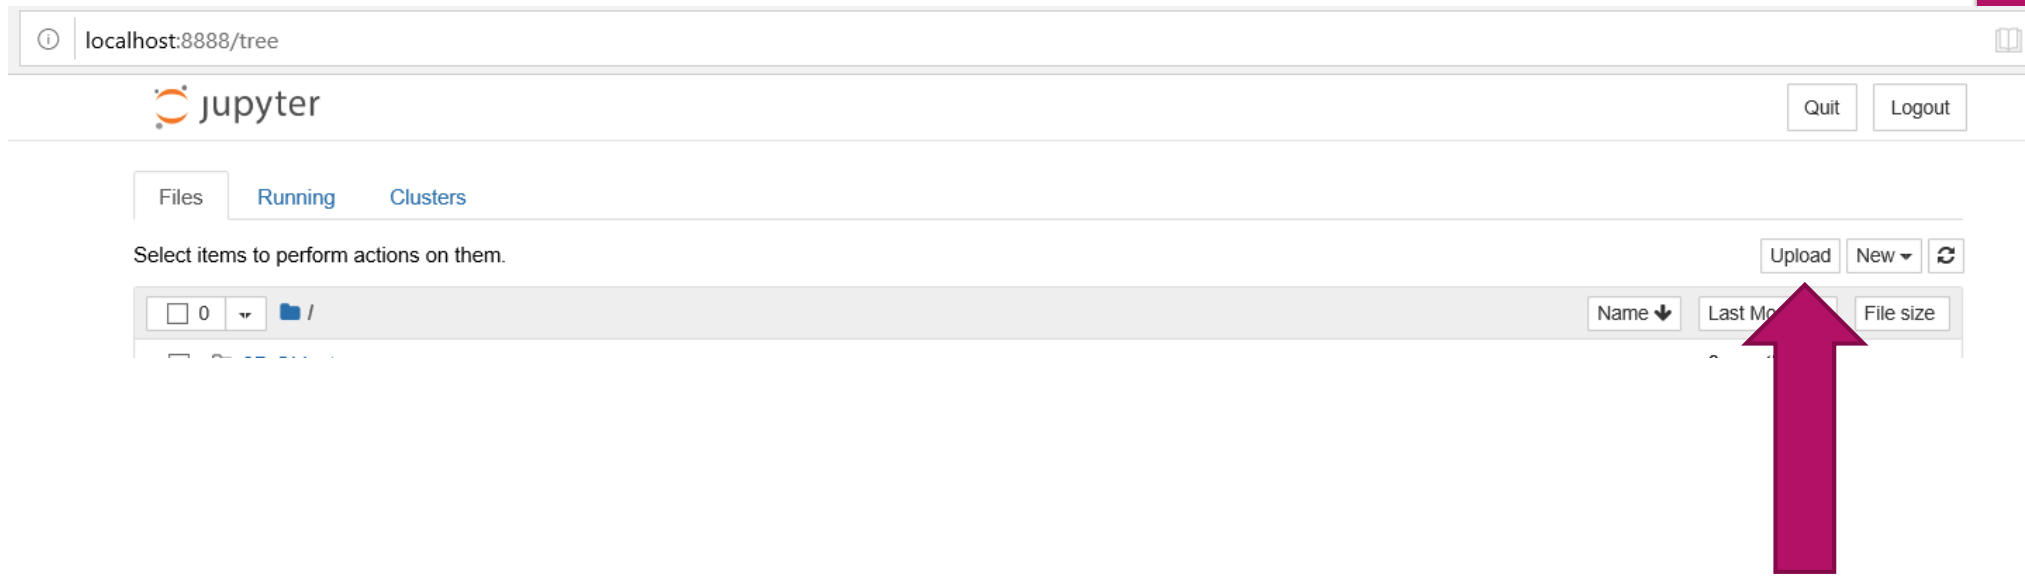 localhost:8888/tree
jupyter
Quit Logout
Files Running Clusters
Select items to perform actions on them.
Upload New
0 / Name Last File size